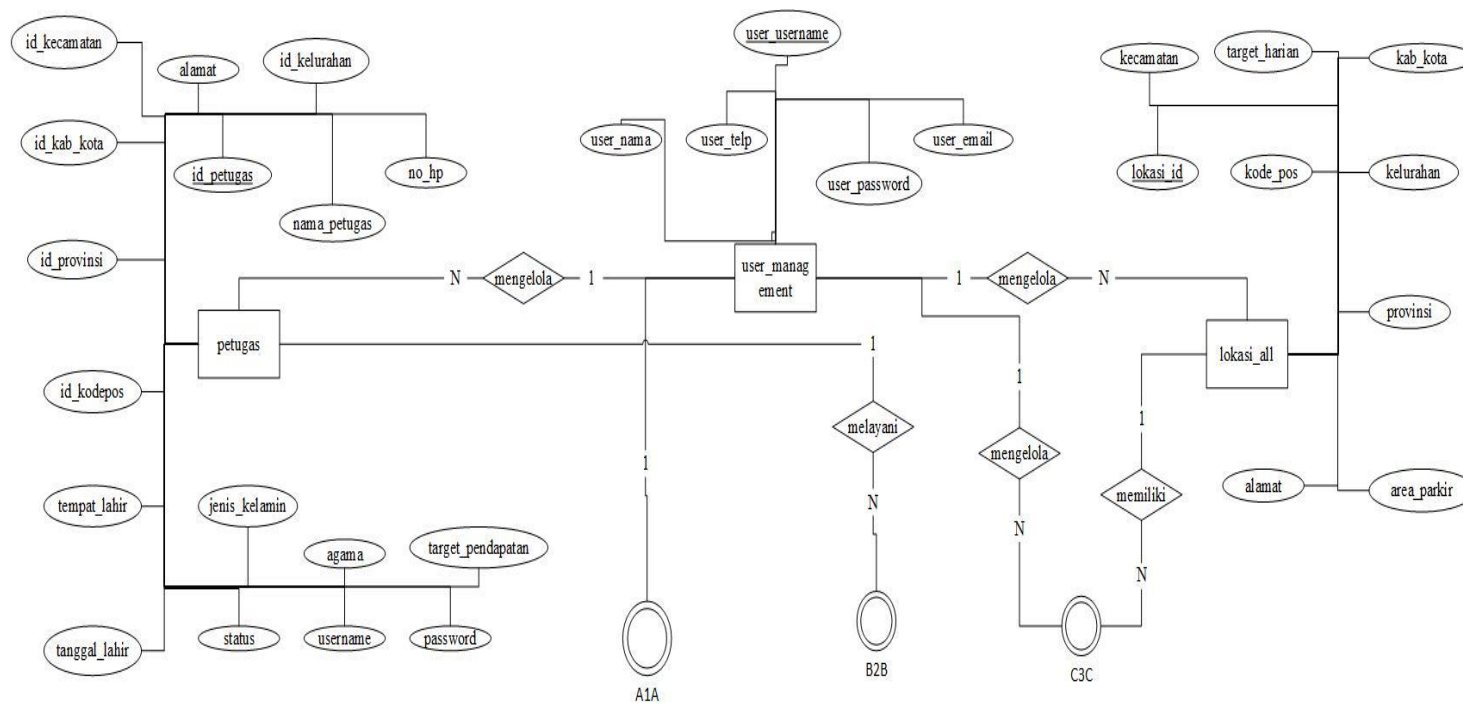 user_username
id_kecamatan
id_kelurahan
target_harian
kab_kota
kecamatan
alamat
user_nama
user_telp
user_email
id_kab_kota
id_petugas
no_hp
user_password
lokasi_id
kode_pos
kelurahan
nama_petugas
id_provinsi
N
mengelola
1
user_manag
ement
1
mengelola
N
provinsi
petugas
1
lokasi_all
id_kodepos
1
1
melayani
mengelola
1
N
memiliki
alamat
area_parkir
tempat_lahir
jenis_kelamin
N
agama
target_pendapatan
N
tanggal_lahir
status
username
password
A1A
B2B
C3C